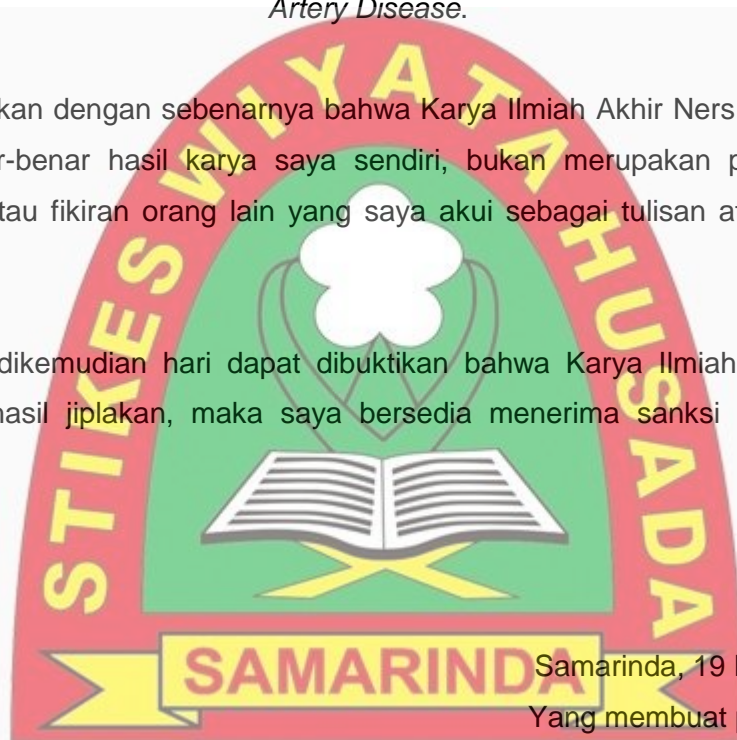 Artery Disease.
kan dengan sebenarnya bahwa Karya Ilmiah Akhir Ners
r-benar hasil karya saya sendiri, bukan merupakan p
tau fikiran orang lain yang saya akui sebagai tulisan at
dikemudian hari dapat dibuktikan bahwa Karya Ilmiah
hasil jiplakan, maka saya bersedia menerima sanksi
STIKES WIYATA HUSADA
SAMARINDA
Samarinda, 19
Yang membuat p